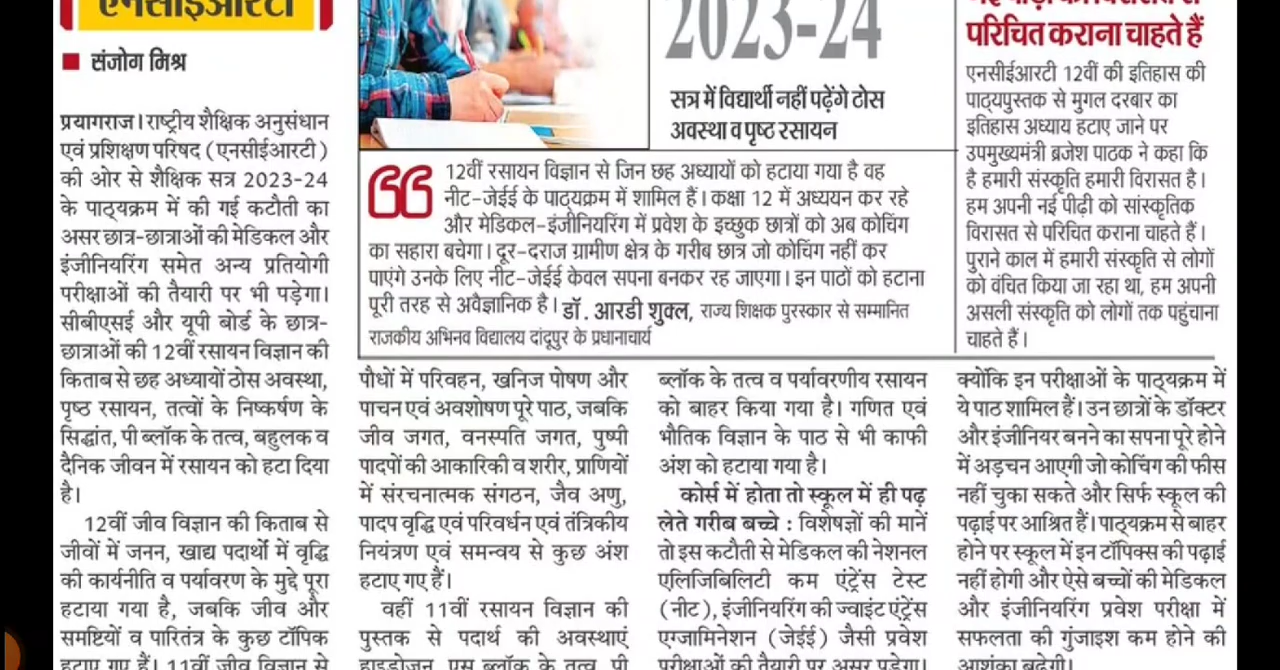 एनसीईआरटी
संजोग मिश्र
प्रयागराज। राष्ट्रीय शैक्षिक अनुसंधान
एवं प्रशिक्षण परिषद (एनसीईआरटी)
की ओर से शैक्षिक सत्र 2023-24
के पाठ्यक्रम में की गई कटौती का
असर छात्र-छात्राओं की मेडिकल और
इंजीनियरिंग समेत अन्य प्रतियोगी
परीक्षाओं की तैयारी पर भी पड़ेगा।
सीबीएसई और यूपी बोर्ड के छात्र-
छात्राओं की 12वीं रसायन विज्ञान की
किताब से छह अध्यायों ठोस अवस्था,
पृष्ठ रसायन, तत्वों के निष्कर्षण के
सिद्धांत, पी ब्लॉक के तत्व, बहुलक व
दैनिक जीवन में रसायन को हटा दिया
है।
12वीं जीव विज्ञान की किताब से
जीवों में जनन, खाद्य पदार्थो में वृद्धि
की कार्यनीति व पर्यावरण के मुद्दे पूरा
हटाया गया है, जबकि जीव और
समष्टियों व पारितंत्र के कुछ टॉपिक
हटाए गए हैं। 11वीं जीव विज्ञान से
2023-24
सत्र में विद्यार्थी नहीं पढ़ेंगे ठोस
अवस्था व पृष्ठ रसायन
12वीं रसायन विज्ञान से जिन छह अध्यायों को हटाया गया है वह
नीट-जेईई के पाठ्यक्रम में शामिल हैं। कक्षा 12 में अध्ययन कर रहे
और मेडिकल-इंजीनियरिंग में प्रवेश के इच्छुक छात्रों को अब कोचिंग
का सहारा बचेगा। दूर-दराज ग्रामीण क्षेत्र के गरीब छात्र जो कोचिंग नहीं कर
पाएंगे उनके लिए नीट-जेईई केवल सपना बनकर रह जाएगा। इन पाठों को हटाना
पूरी तरह से अवैज्ञानिक है। डॉ. आरडी शुक्ल, राज्य शिक्षक पुरस्कार से सम्मानित
राजकीय अभिनव विद्यालय दांदूपुर के प्रधानाचार्य
पौधों में परिवहन, खनिज पोषण और
पाचन एवं अवशोषण पूरे पाठ, जबकि
जीव जगत, वनस्पति जगत, पुष्पी
पादपों की आकारिकी व शरीर, प्राणियों
में संरचनात्मक संगठन, जैव अणु,
पादप वृद्धि एवं परिवर्धन एवं तंत्रिकीय
नियंत्रण एवं समन्वय से कुछ अंश
हटाए गए हैं।
वहीं 11वीं रसायन विज्ञान की
पुस्तक से पदार्थ की अवस्थाएं
हाइड्रोजन, एस ब्लॉक के तत्व, पी
ब्लॉक के तत्व व पर्यावरणीय रसायन
को बाहर किया गया है। गणित एवं
भौतिक विज्ञान के पाठ से भी काफी
अंश को हटाया गया है।
कोर्स में होता तो स्कूल में ही पढ़
लेते गरीब बच्चे : विशेषज्ञों की मानें
तो इस कटौती से मेडिकल की नेशनल
एलिजिबिलिटी कम एंट्रेंस टेस्ट
(नीट), इंजीनियरिंग की ज्वाइंट एंट्रेंस
एग्जामिनेशन (जेईई) जैसी प्रवेश
परीक्षाओं की तैयारी पर असर पड़ेगा।
परिचित कराना चाहते हैं
एनसीईआरटी 12वीं की इतिहास की
पाठ्यपुस्तक से मुगल दरबार का
इतिहास अध्याय हटाए जाने पर
उपमुख्यमंत्री ब्रजेश पाठक ने कहा कि
है हमारी संस्कृति हमारी विरासत है।
हम अपनी नई पीढ़ी को सांस्कृतिक
विरासत से परिचित कराना चाहते हैं।
पुराने काल में हमारी संस्कृति से लोगों
को वंचित किया जा रहा था, हम अपनी
असली संस्कृति को लोगों तक पहुंचाना
चाहते हैं।
क्योंकि इन परीक्षाओं के पाठ्यक्रम में
ये पाठ शामिल हैं। उन छात्रों के डॉक्टर
और इंजीनियर बनने का सपना पूरे होने
में अड़चन आएगी जो कोचिंग की फीस
नहीं चुका सकते और सिर्फ स्कूल की
पढ़ाई पर आश्रित हैं। पाठ्यक्रम से बाहर
होने पर स्कूल में इन टॉपिक्स की पढ़ाई
नहीं होगी और ऐसे बच्चों की मेडिकल
और इंजीनियरिंग प्रवेश परीक्षा में
सफलता की गुंजाइश कम होने की
आशंका बढ़ेगी।